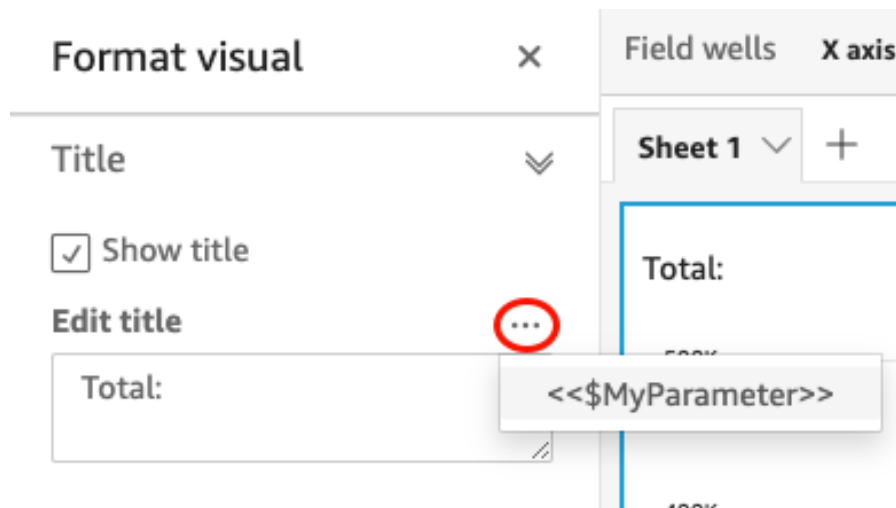 Format visual
Title
Show title
Edit title
Total:
Field wells X axis
Sheet 1
Total:
<<$MyParameter>>